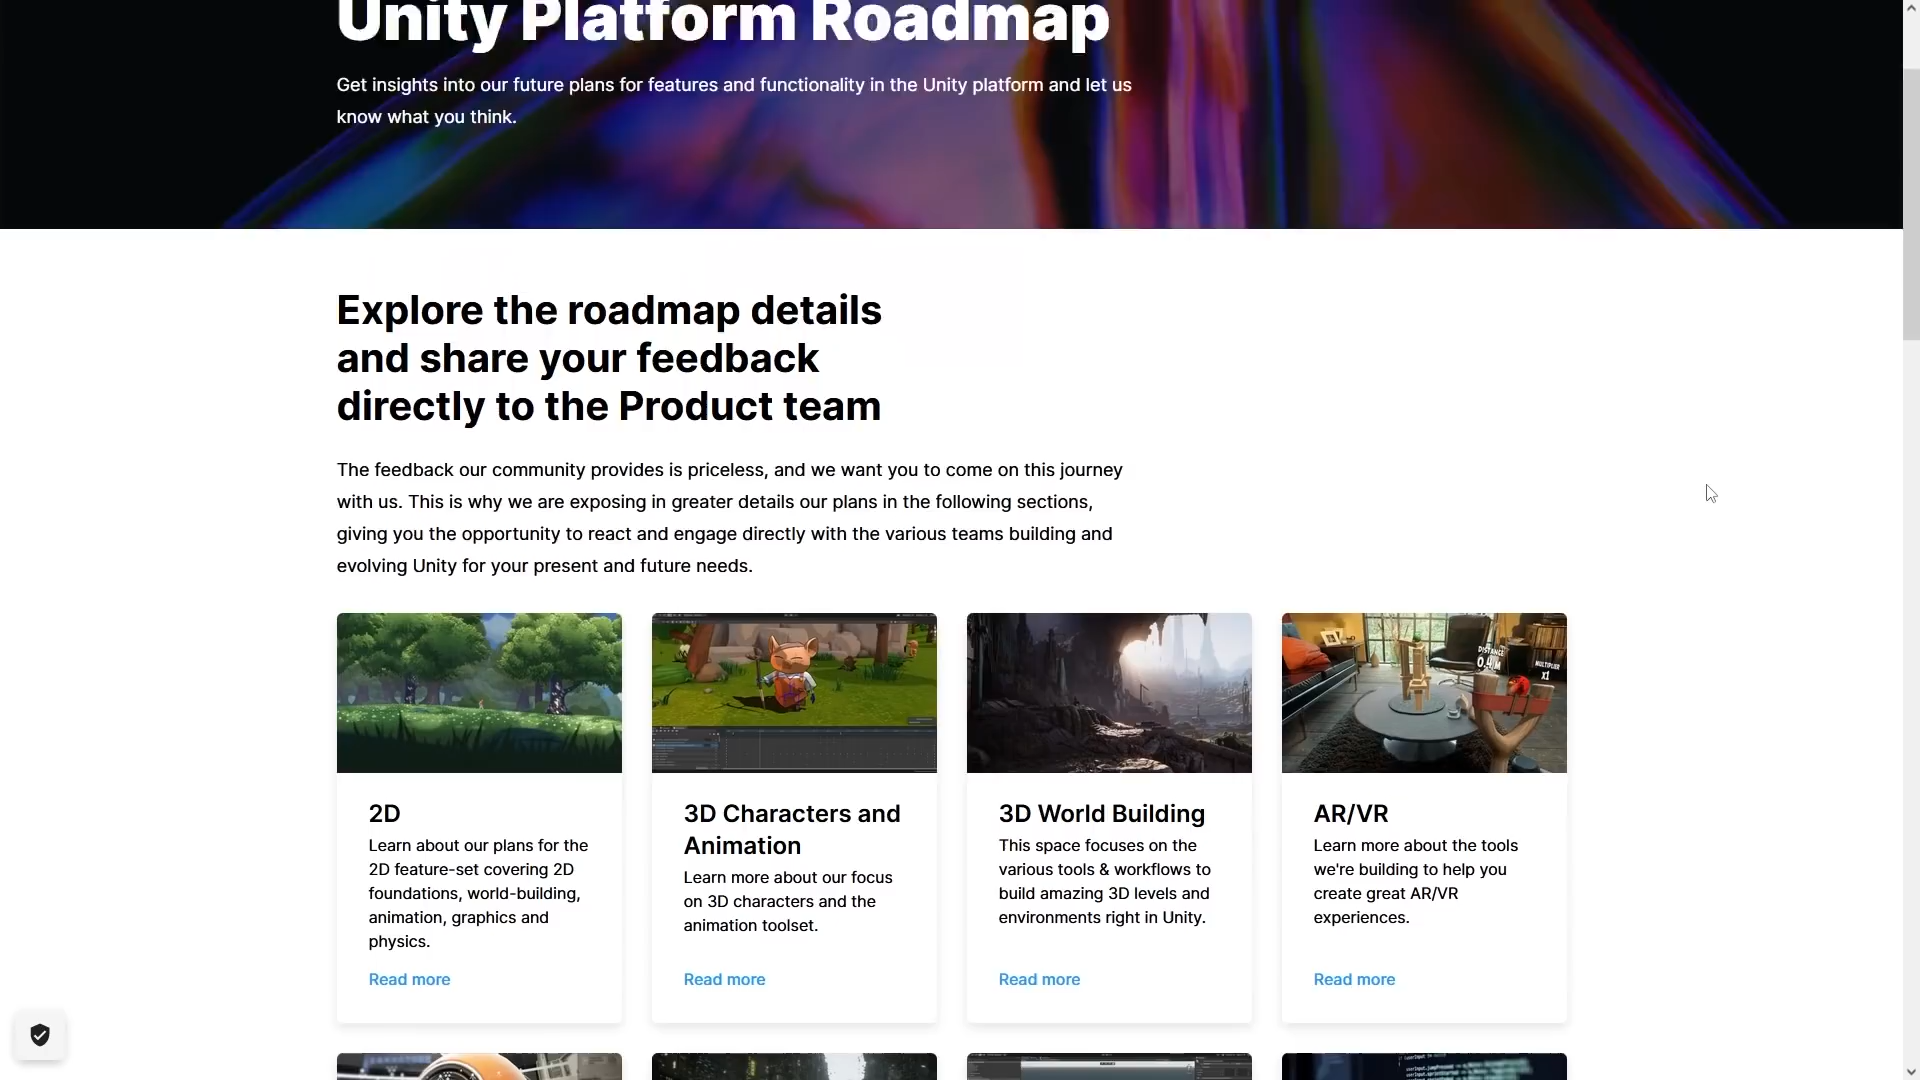 Unity Platform Roadmap
Get insights into our future plans for features and functionality in the Unity platform and let us
know what you think.
Explore the roadmap details
and share your feedback
directly to the Product team
The feedback our community provides is priceless, and we want you to come on this journey
with us. This is why we are exposing in greater details our plans in the following sections,
giving you the opportunity to react and engage directly with the various teams building and
evolving Unity for your present and future needs.
DISTANCE
0,4 M
MULTIPLIER
x1
2D
Learn about our plans for the
2D feature-set covering 2D
foundations, world-building,
animation, graphics and
physics.
Read more
3D Characters and
Animation
Learn more about our focus
on 3D characters and the
animation toolset.
Read more
3D World Building
This space focuses on the
various tools & workflows to
build amazing 3D levels and
environments right in Unity.
Read more
AR/VR
Learn more about the tools
we're building to help you
create great AR/VR
experiences.
Read more